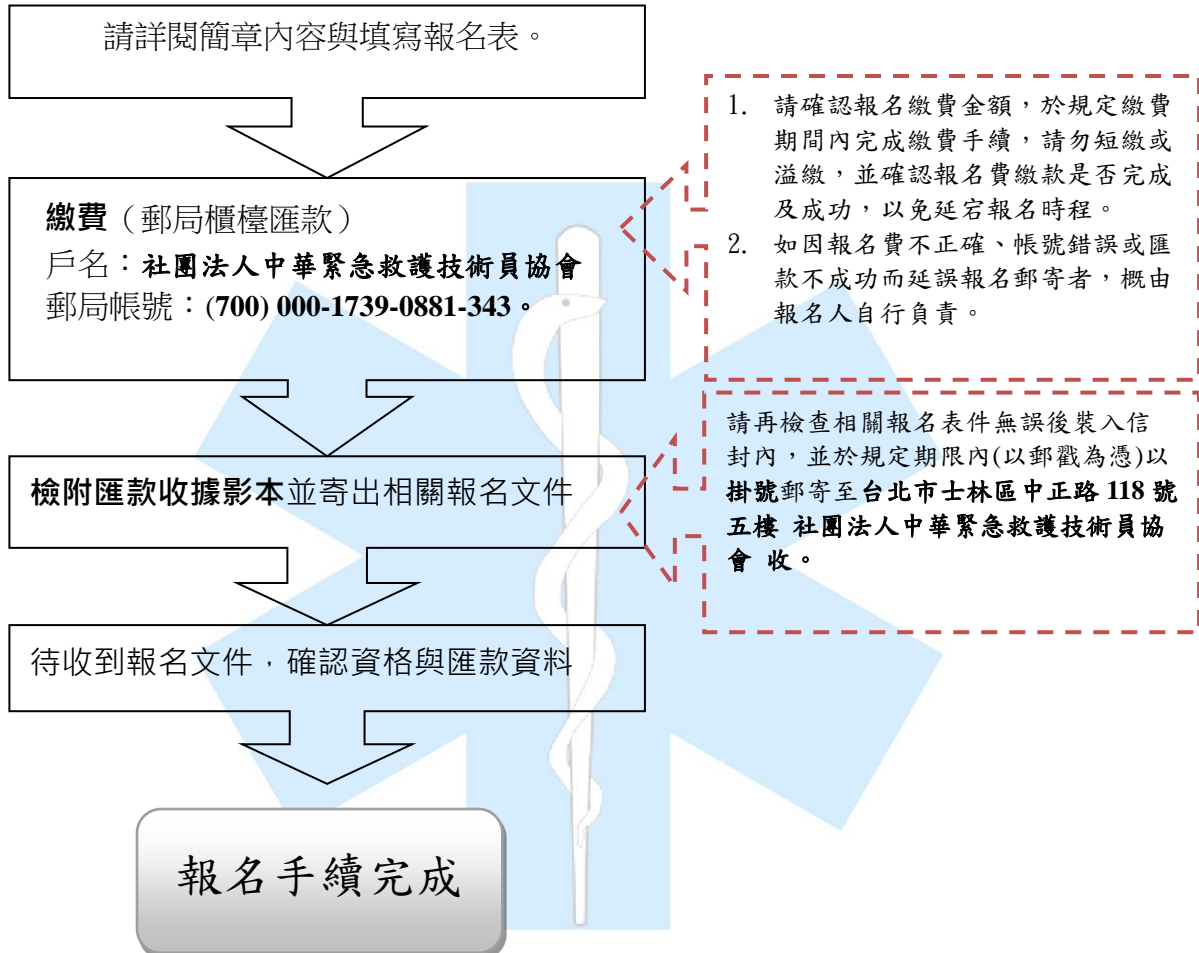 請詳閱簡章內容與填寫報名表。
繳費（郵局櫃檯匯款）
戶名：社團法人中華緊急救護技術員協會
郵局帳號：(700) 000-1739-0881-343。
1. 請確認報名繳費金額，於規定繳費
期間內完成繳費手續，請勿短繳或
溢繳，並確認報名費繳款是否完成
及成功，以免延宕報名時程。
2. 如因報名費不正確、帳號錯誤或匯
款不成功而延誤報名郵寄者，概由
報名人自行負責。
檢附匯款收據影本並寄出相關報名文件
請再檢查相關報名表件無誤後裝入信
封內，並於規定期限內(以郵戳為憑)以
掛號郵寄至台北市士林區中正路 118 號
五樓 社團法人中華緊急救護技術員協
會 收。
待收到報名文件，確認資格與匯款資料
報名手續完成